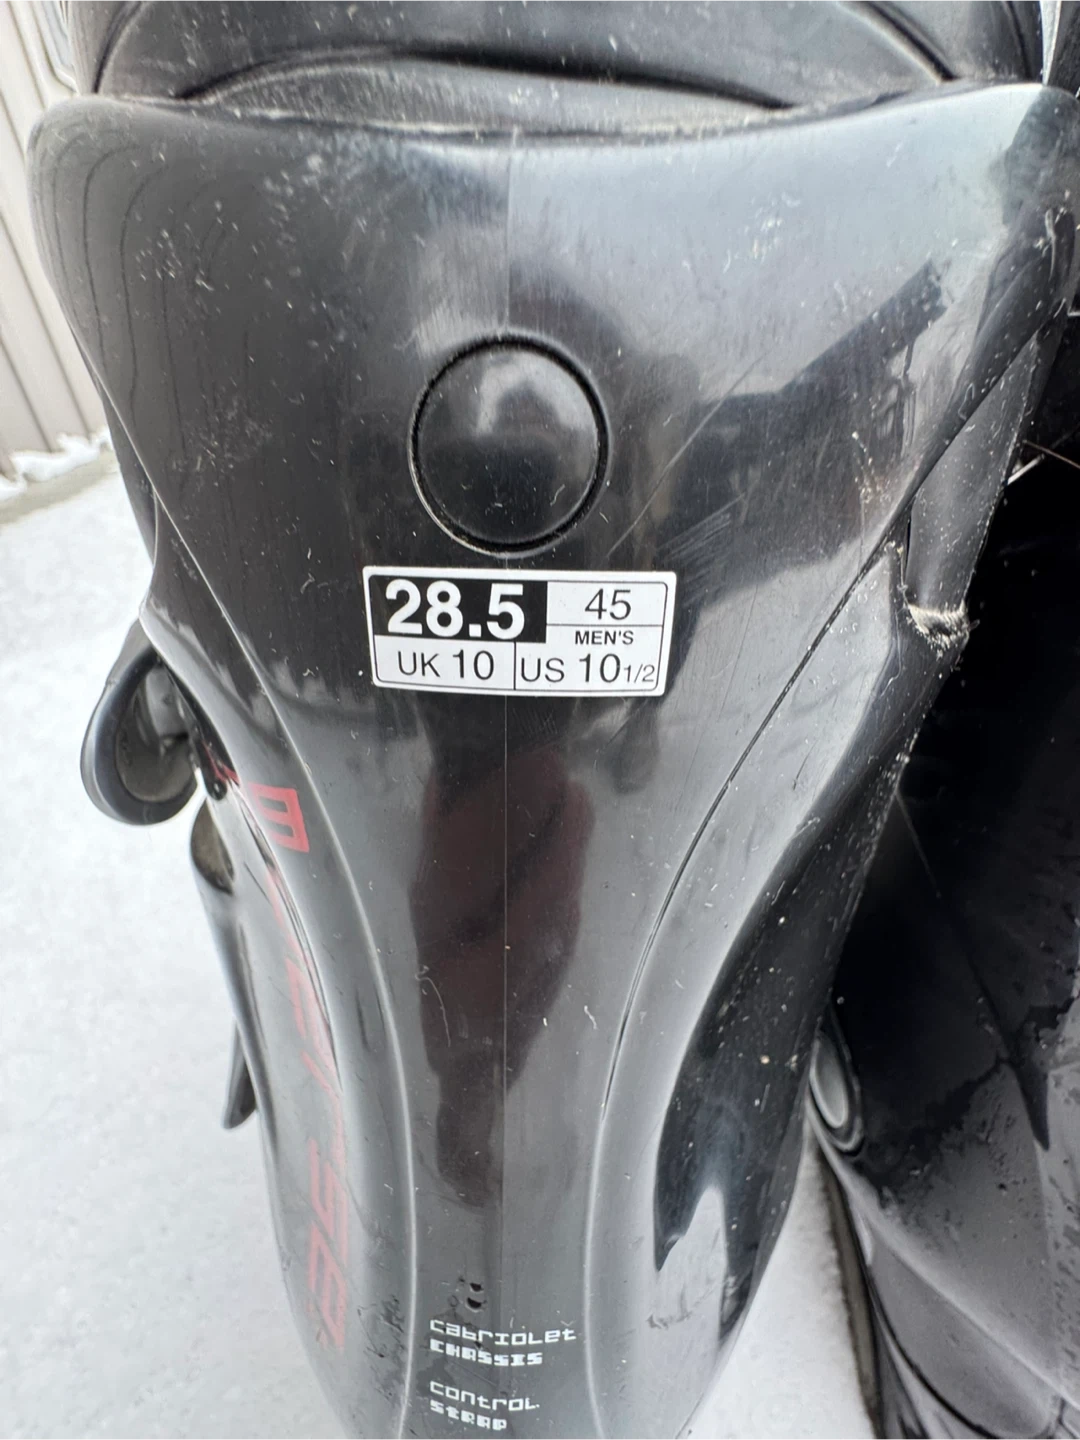 28.5
45
MEN'S
UK 10
US 10 1/2
cabriolet
CHASSIS
control
STRAP